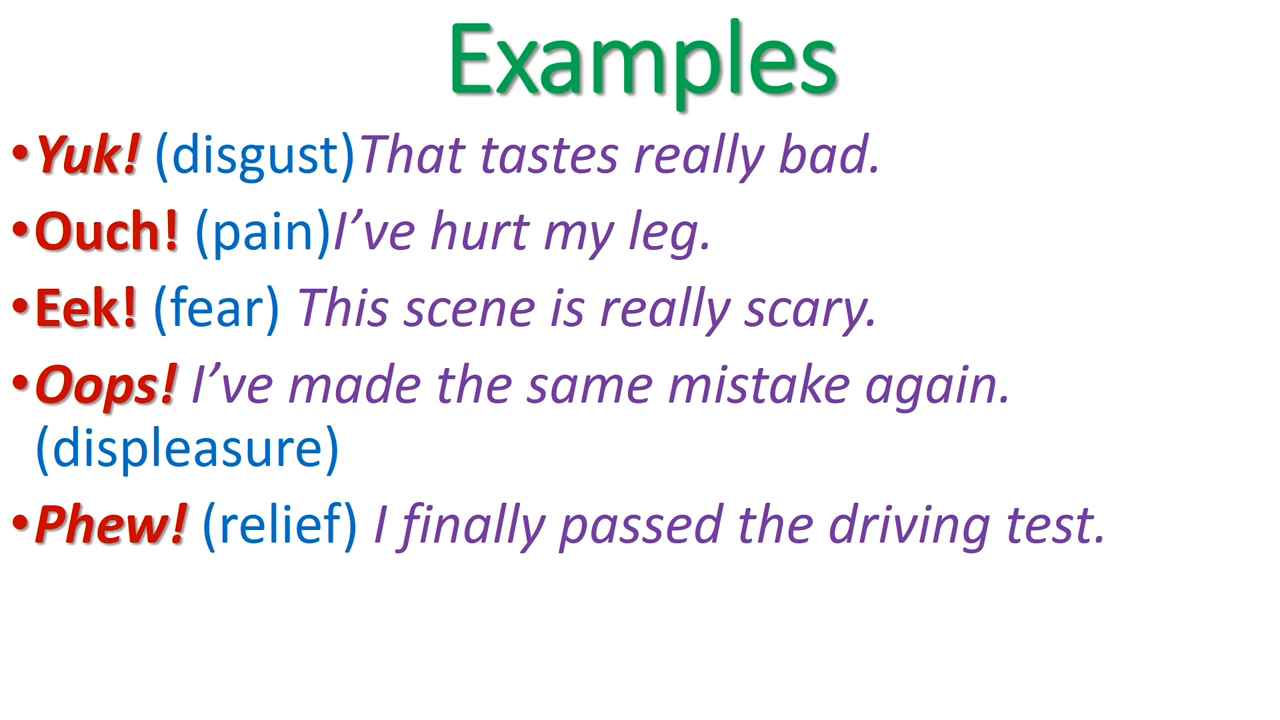 Examples
•Yuk! (disgust)That tastes really bad.
•Ouch! (pain)I’ve hurt my leg.
•Eek! (fear) This scene is really scary.
•Oops! I’ve made the same mistake again.
(displeasure)
•Phew! (relief) I finally passed the driving test.